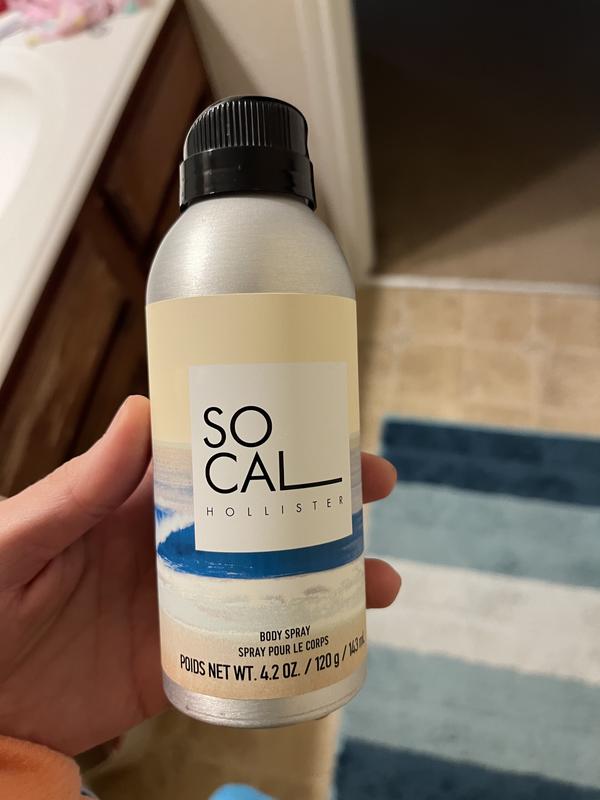 SO
CAL
HOLLISTER
BODY SPRAY
SPRAY POUR LE CORPS
POIDS NET WT. 4.2 OZ. / 120 g / 143 mL